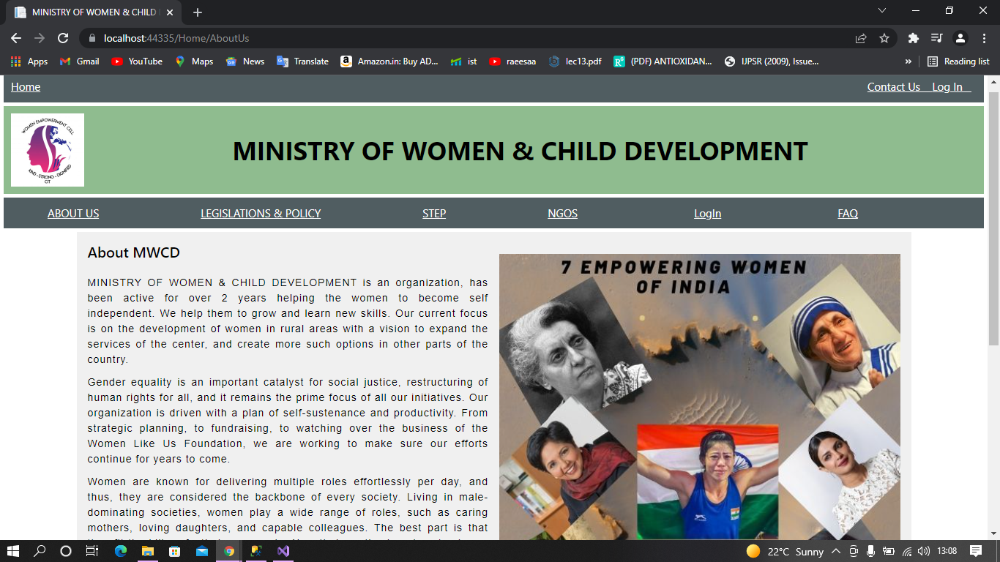 MINISTRY OF WOMEN & CHILD
localhost:44335/Home/AboutUs
Apps Gmail YouTube Maps News Translate Amazon.in: Buy AD... ist raeesaa lec13.pdf (PDF) ANTIOXIDAN... IJPSR (2009), Issue... » Reading list
Home Contact Us Log In
WOMEN EMPOWERMENT CELL
KIND - STRONG - DIGNIFIED
CIT
MINISTRY OF WOMEN & CHILD DEVELOPMENT
ABOUT US LEGISLATIONS & POLICY STEP NGOS LogIn FAQ
About MWCD
MINISTRY OF WOMEN & CHILD DEVELOPMENT is an organization, has
been active for over 2 years helping the women to become self
independent. We help them to grow and learn new skills. Our current focus
is on the development of women in rural areas with a vision to expand the
services of the center, and create more such options in other parts of the
country.
Gender equality is an important catalyst for social justice, restructuring of
human rights for all, and it remains the prime focus of all our initiatives. Our
organization is driven with a plan of self-sustenance and productivity. From
strategic planning, to fundraising, to watching over the business of the
Women Like Us Foundation, we are working to make sure our efforts
continue for years to come.
Women are known for delivering multiple roles effortlessly per day, and
thus, they are considered the backbone of every society. Living in male-
dominating societies, women play a wide range of roles, such as caring
mothers, loving daughters, and capable colleagues. The best part is that
7 EMPOWERING WOMEN
OF INDIA
22°C Sunny 13:08